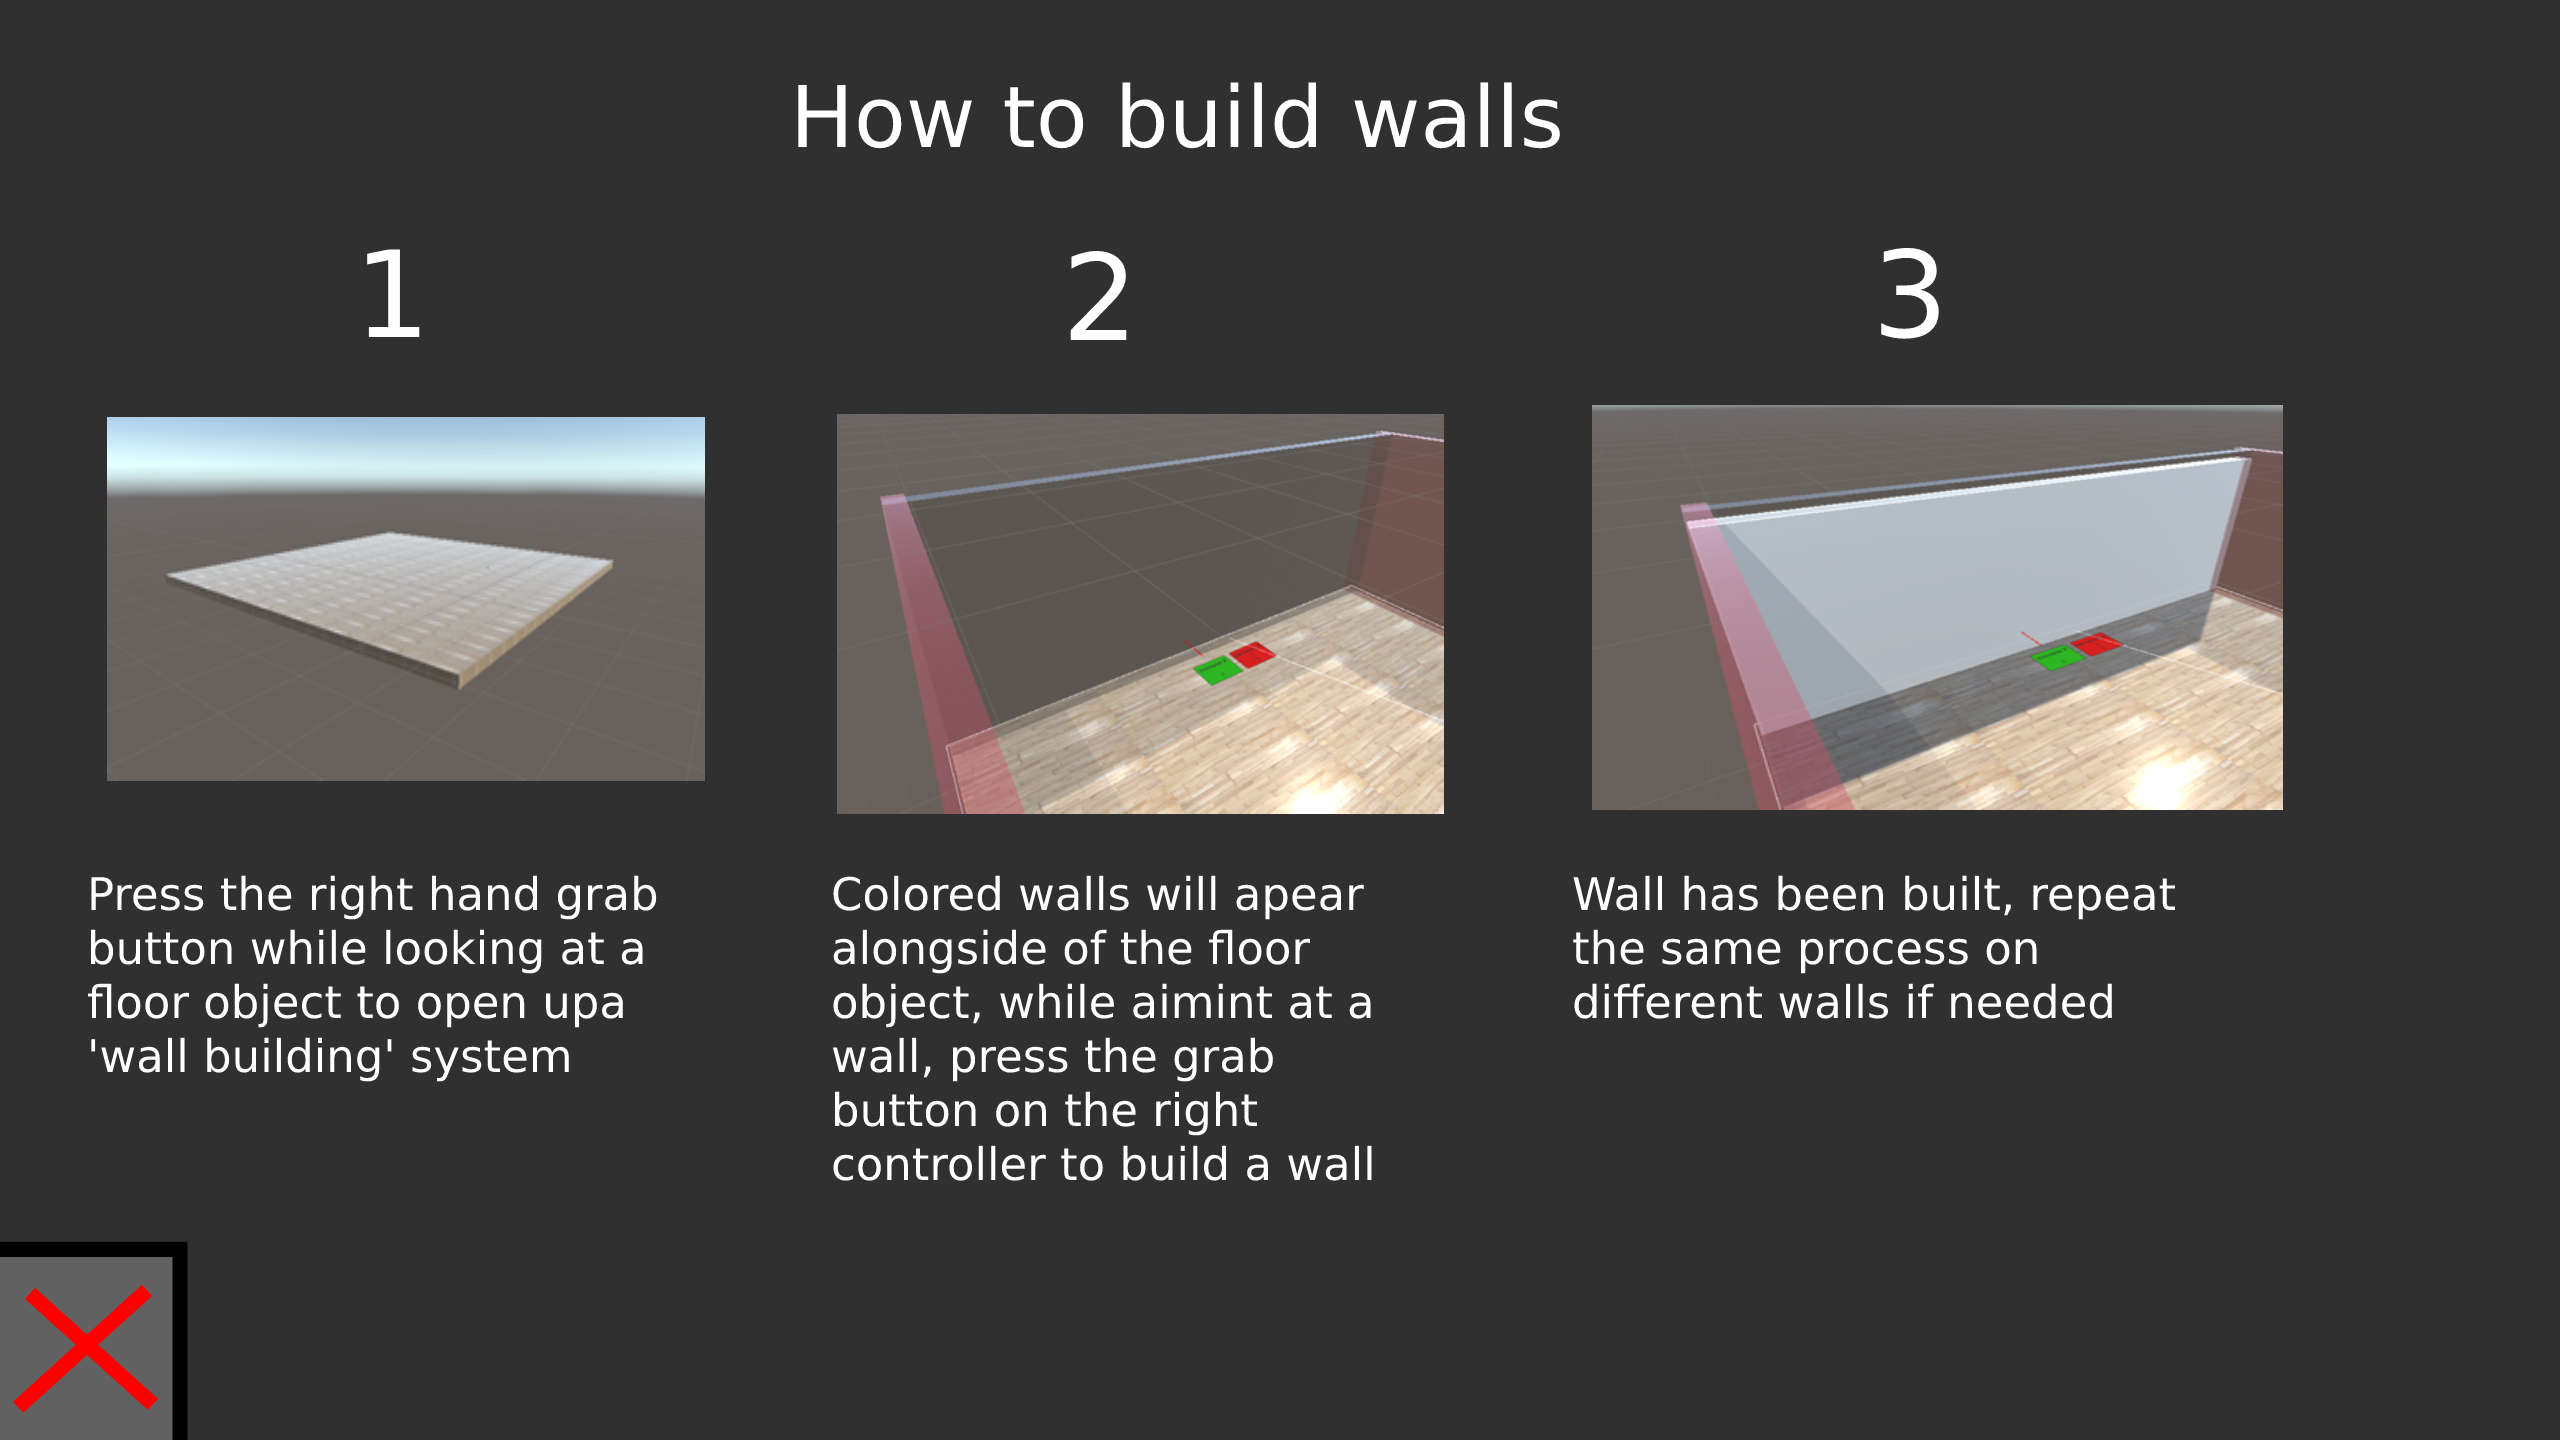 How to build walls
1
2
3
Press the right hand grab
button while looking at a
floor object to open upa
'wall building' system
Colored walls will apear
alongside of the floor
object, while aimint at a
wall, press the grab
button on the right
controller to build a wall
Wall has been built, repeat
the same process on
different walls if needed